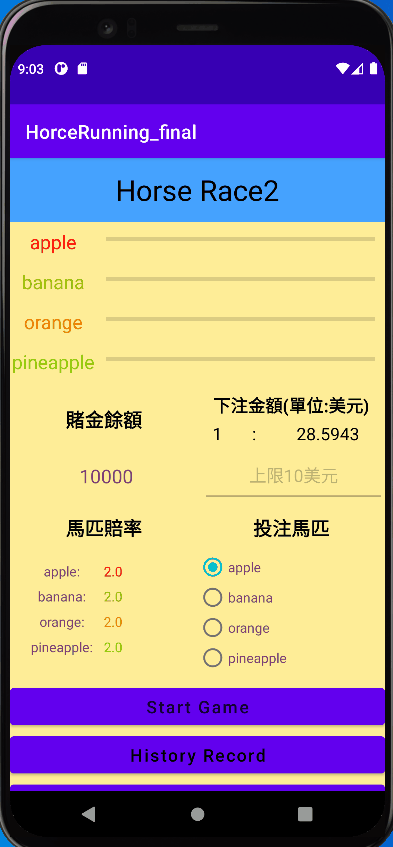 9:03
HorceRunning_final
Horse Race2
apple
banana
orange
pineapple
賭金餘額
下注金額(單位:美元)
1 : 28.5943
10000
上限10美元
馬匹賠率
投注馬匹
apple: 2.0
apple
banana: 2.0
banana
orange: 2.0
orange
pineapple: 2.0
pineapple
Start Game
History Record